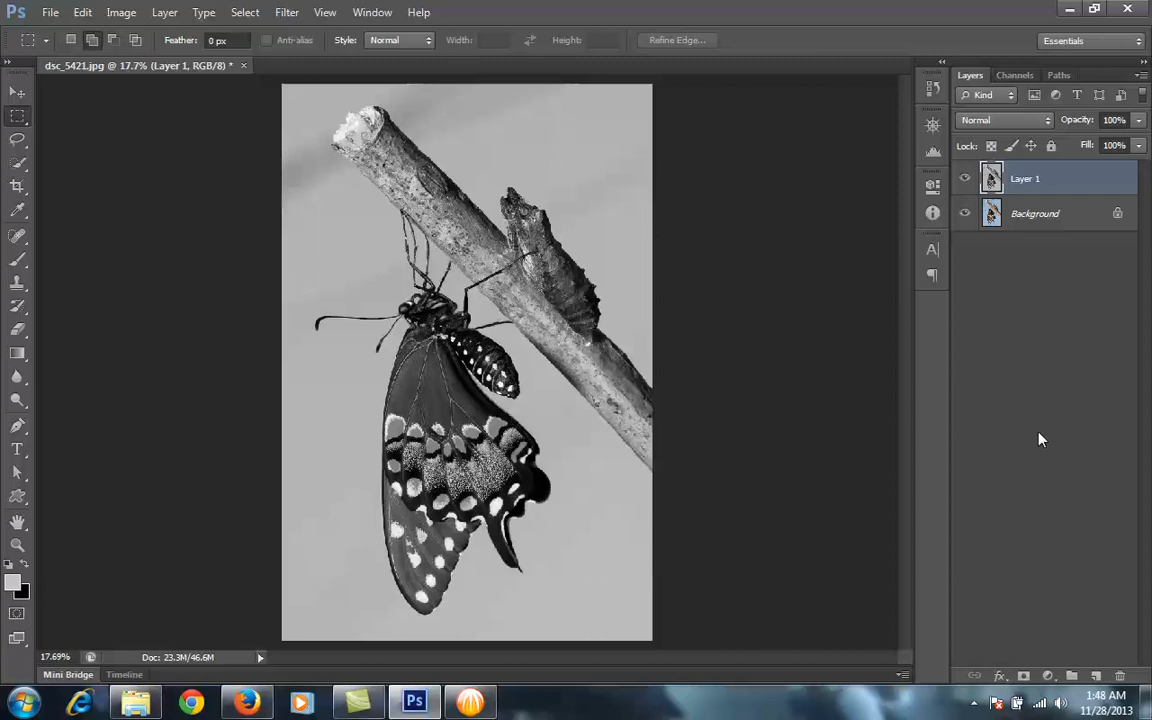 Ps File Edit Image Layer Type Select Filter View Window Help
Feather: 0 px Anti-alias Style: Normal Width: Height: Refine Edge... Essentials
dsc_5421.jpg @ 17.7% (Layer 1, RGB/8) * ×
Layers Channels Paths
Kind
Normal Opacity: 100%
Lock: Fill: 100%
Layer 1
Background
17.69% Doc: 23.3M/46.6M
Mini Bridge Timeline
Ps
1:48 AM
11/28/2013